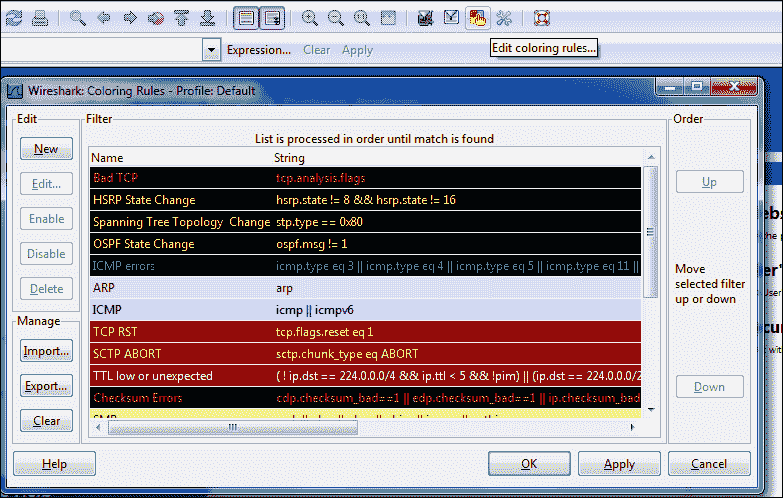 Expression... Clear Apply
Edit coloring rules...
Wireshark: Coloring Rules - Profile: Default
Edit
Filter
Order
List is processed in order until match is found
New
Edit...
Enable
Disable
Delete
Manage
Import...
Export...
Clear
Name String
Bad TCP tcp.analysis.flags
HSRP State Change hsrp.state != 8 && hsrp.state != 16
Spanning Tree Topology Change stp.type == 0x80
OSPF State Change ospf.msg != 1
ICMP errors icmp.type eq 3 || icmp.type eq 4 || icmp.type eq 5 || icmp.type eq 11 ||
ARP arp
ICMP icmp || icmpv6
TCP RST tcp.flags.reset eq 1
SCTP ABORT sctp.chunk_type eq ABORT
TTL low or unexpected ( ! ip.dst == 224.0.0.0/4 && ip.ttl < 5 && !pim) || (ip.dst == 224.0.0.0/2
Checksum Errors cdp.checksum_bad==1 || edp.checksum_bad==1 || ip.checksum_bad
Up
Move
selected filter
up or down
Down
Help
OK
Apply
Cancel